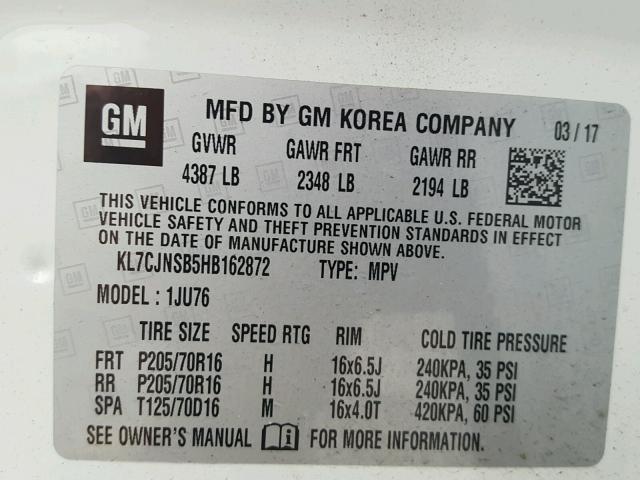 GM MFD BY GM KOREA COMPANY 03/17
GVWR GAWR FRT GAWR RR
4387 LB 2348 LB 2194 LB
THIS VEHICLE CONFORMS TO ALL APPLICABLE U.S. FEDERAL MOTOR
VEHICLE SAFETY AND THEFT PREVENTION STANDARDS IN EFFECT
ON THE DATE OF MANUFACTURE SHOWN ABOVE.
KL7CJNSB5HB162872 TYPE: MPV
MODEL : 1JU76
TIRE SIZE SPEED RTG RIM COLD TIRE PRESSURE
FRT P205/70R16 H 16x6.5J 240KPA, 35 PSI
RR P205/70R16 H 16x6.5J 240KPA, 35 PSI
SPA T125/70D16 M 16x4.0T 420KPA, 60 PSI
SEE OWNER'S MANUAL FOR MORE INFORMATION.